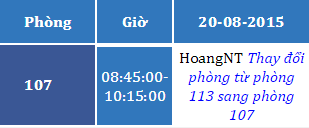 Phòng Giờ 20-08-2015
107
08:45:00-
10:15:00
HoangNT Thay đổi
phòng từ phòng
113 sang phòng
107